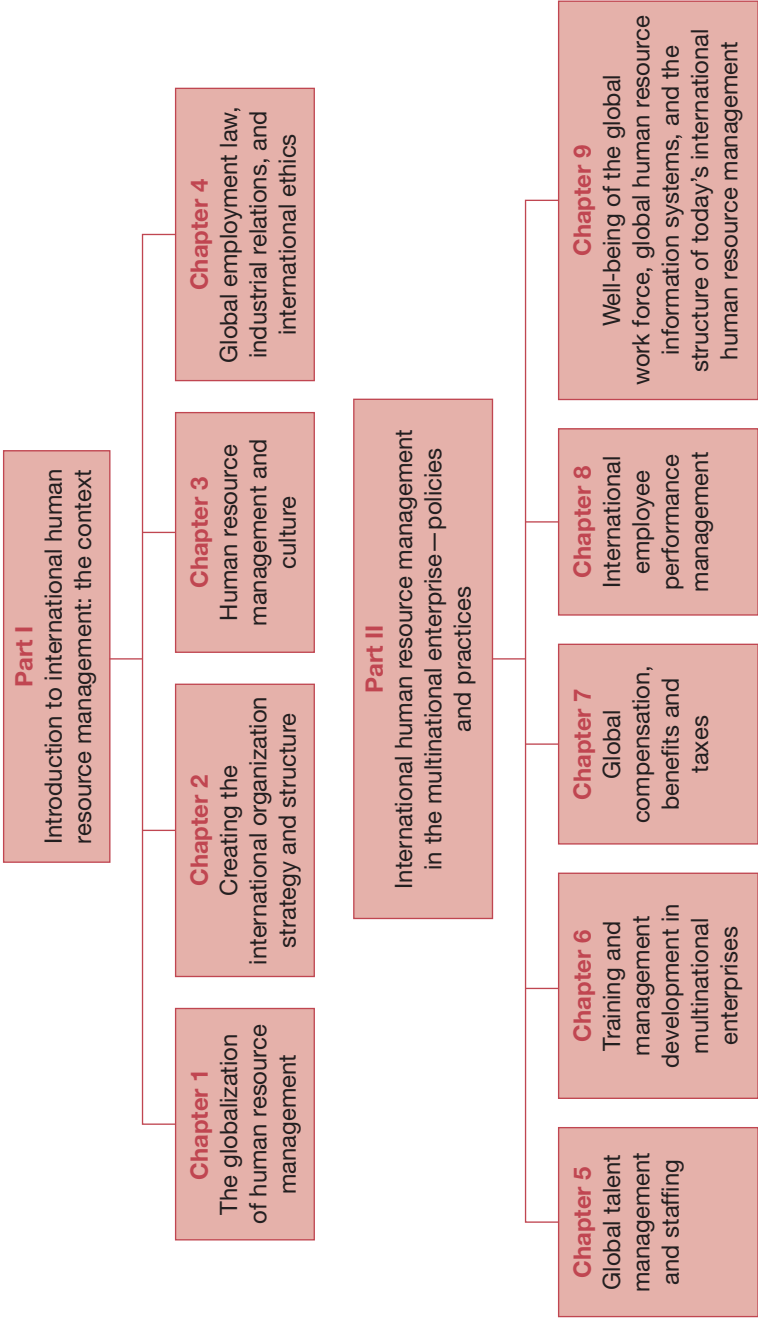 Part I
Introduction to international human
resource management: the context
Chapter 1
The globalization
of human resource
management
Chapter 2
Creating the
international organization
strategy and structure
Chapter 3
Human resource
management and
culture
Chapter 4
Global employment law,
industrial relations, and
international ethics
Part II
International human resource management
in the multinational enterprise—policies
and practices
Chapter 5
Global talent
management
and staffing
Chapter 6
Training and
management
development in
multinational
enterprises
Chapter 7
Global
compensation,
benefits and
taxes
Chapter 8
International
employee
performance
management
Chapter 9
Well-being of the global
work force, global human resource
information systems, and the
structure of today’s international
human resource management